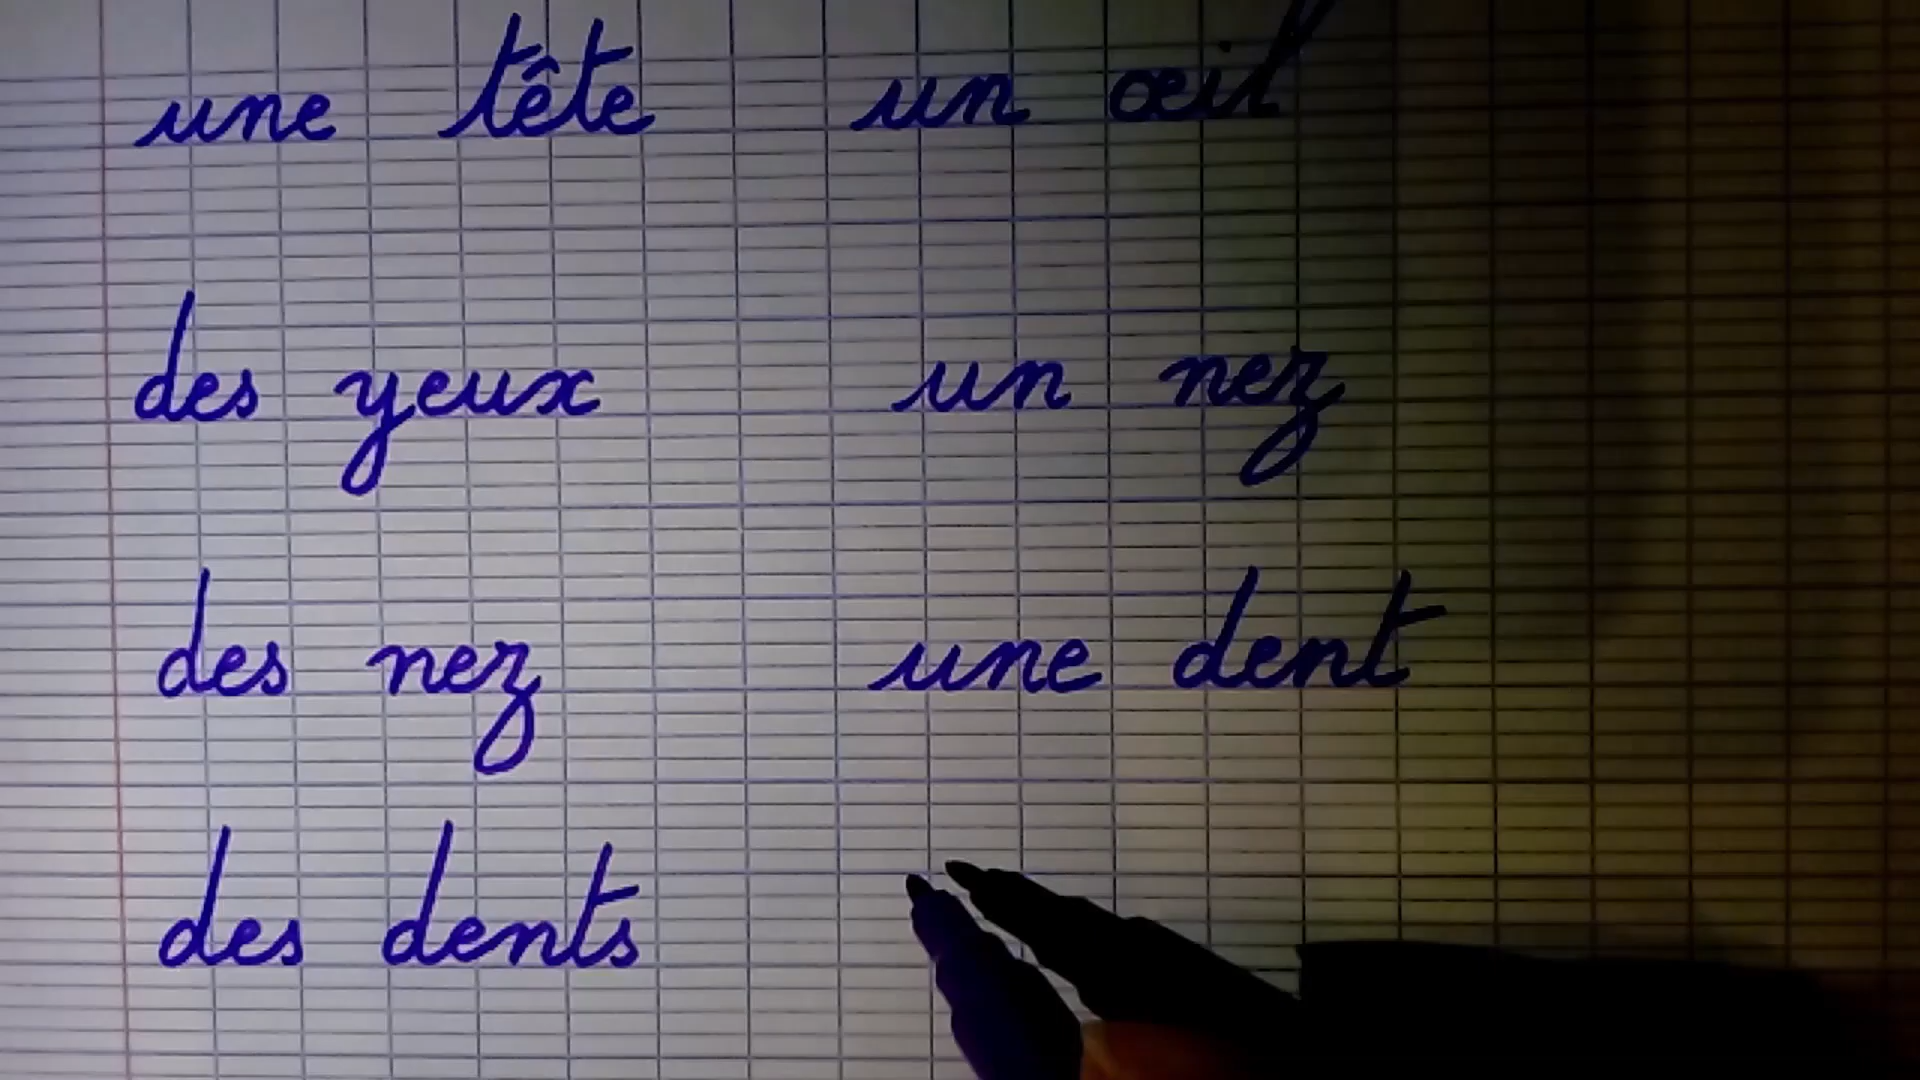 une tête un œil
des yeux un nez
des nez une dent
des dents